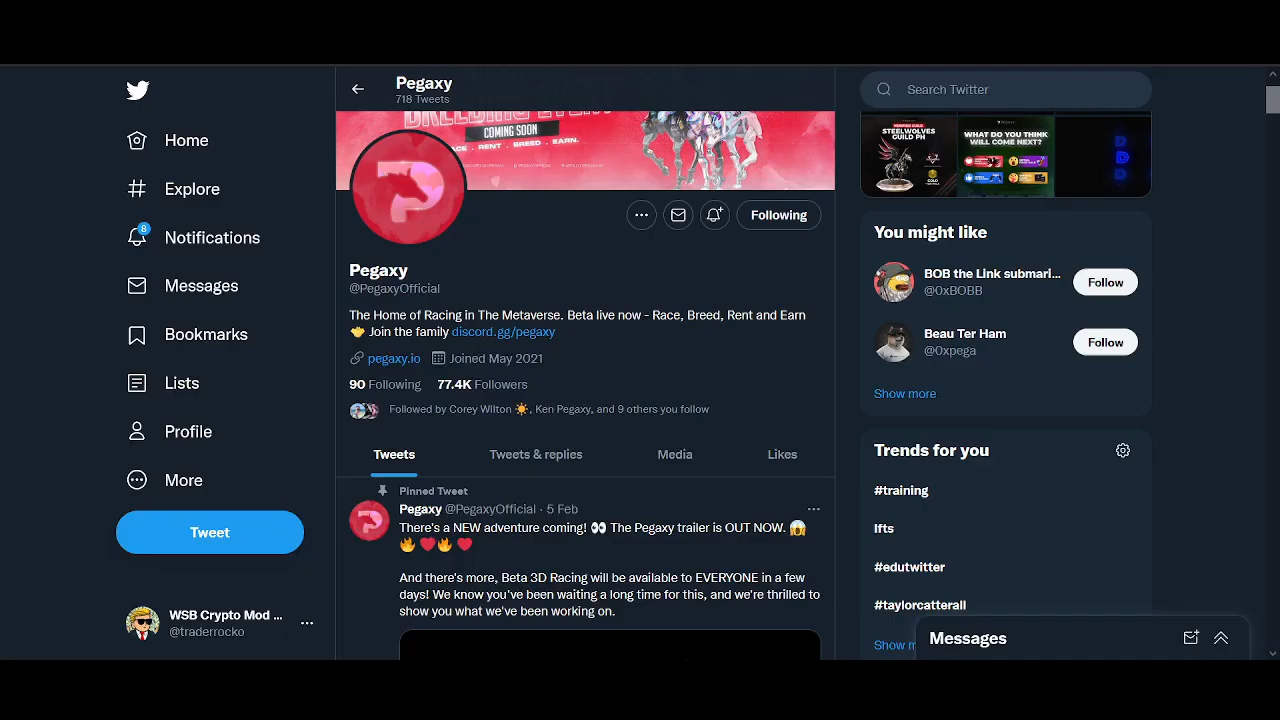 Home
Explore
8
Notifications
Messages
Bookmarks
Lists
Profile
More
Tweet
WSB Crypto Mod ...
@traderrocko
Pegaxy
718 Tweets
COMING SOON
RENT . BREED . EARN.
Following
Pegaxy
@PegaxyOfficial
The Home of Racing in The Metaverse. Beta live now - Race, Breed, Rent and Earn
Join the family discord.gg/pegaxy
pegaxy.io Joined May 2021
90 Following 77.4K Followers
Followed by Corey Wilton ☀️, Ken Pegaxy, and 9 others you follow
Tweets Tweets & replies Media Likes
Pinned Tweet
Pegaxy @PegaxyOfficial · 5 Feb
There's a NEW adventure coming! 👀 The Pegaxy trailer is OUT NOW. 😱
🔥❤️🔥❤️
And there's more, Beta 3D Racing will be available to EVERYONE in a few
days! We know you've been waiting a long time for this, and we're thrilled to
show you what we've been working on.
Search Twitter
STEELWOLVES
GUILD PH
WHAT DO YOU THINK
WILL COME NEXT?
D
D
D
You might like
BOB the Link submari...
@0xBOBB
Follow
Beau Ter Ham
@0xpega
Follow
Show more
Trends for you
#training
lfts
#edutwitter
#taylorcatterall
Show
Messages